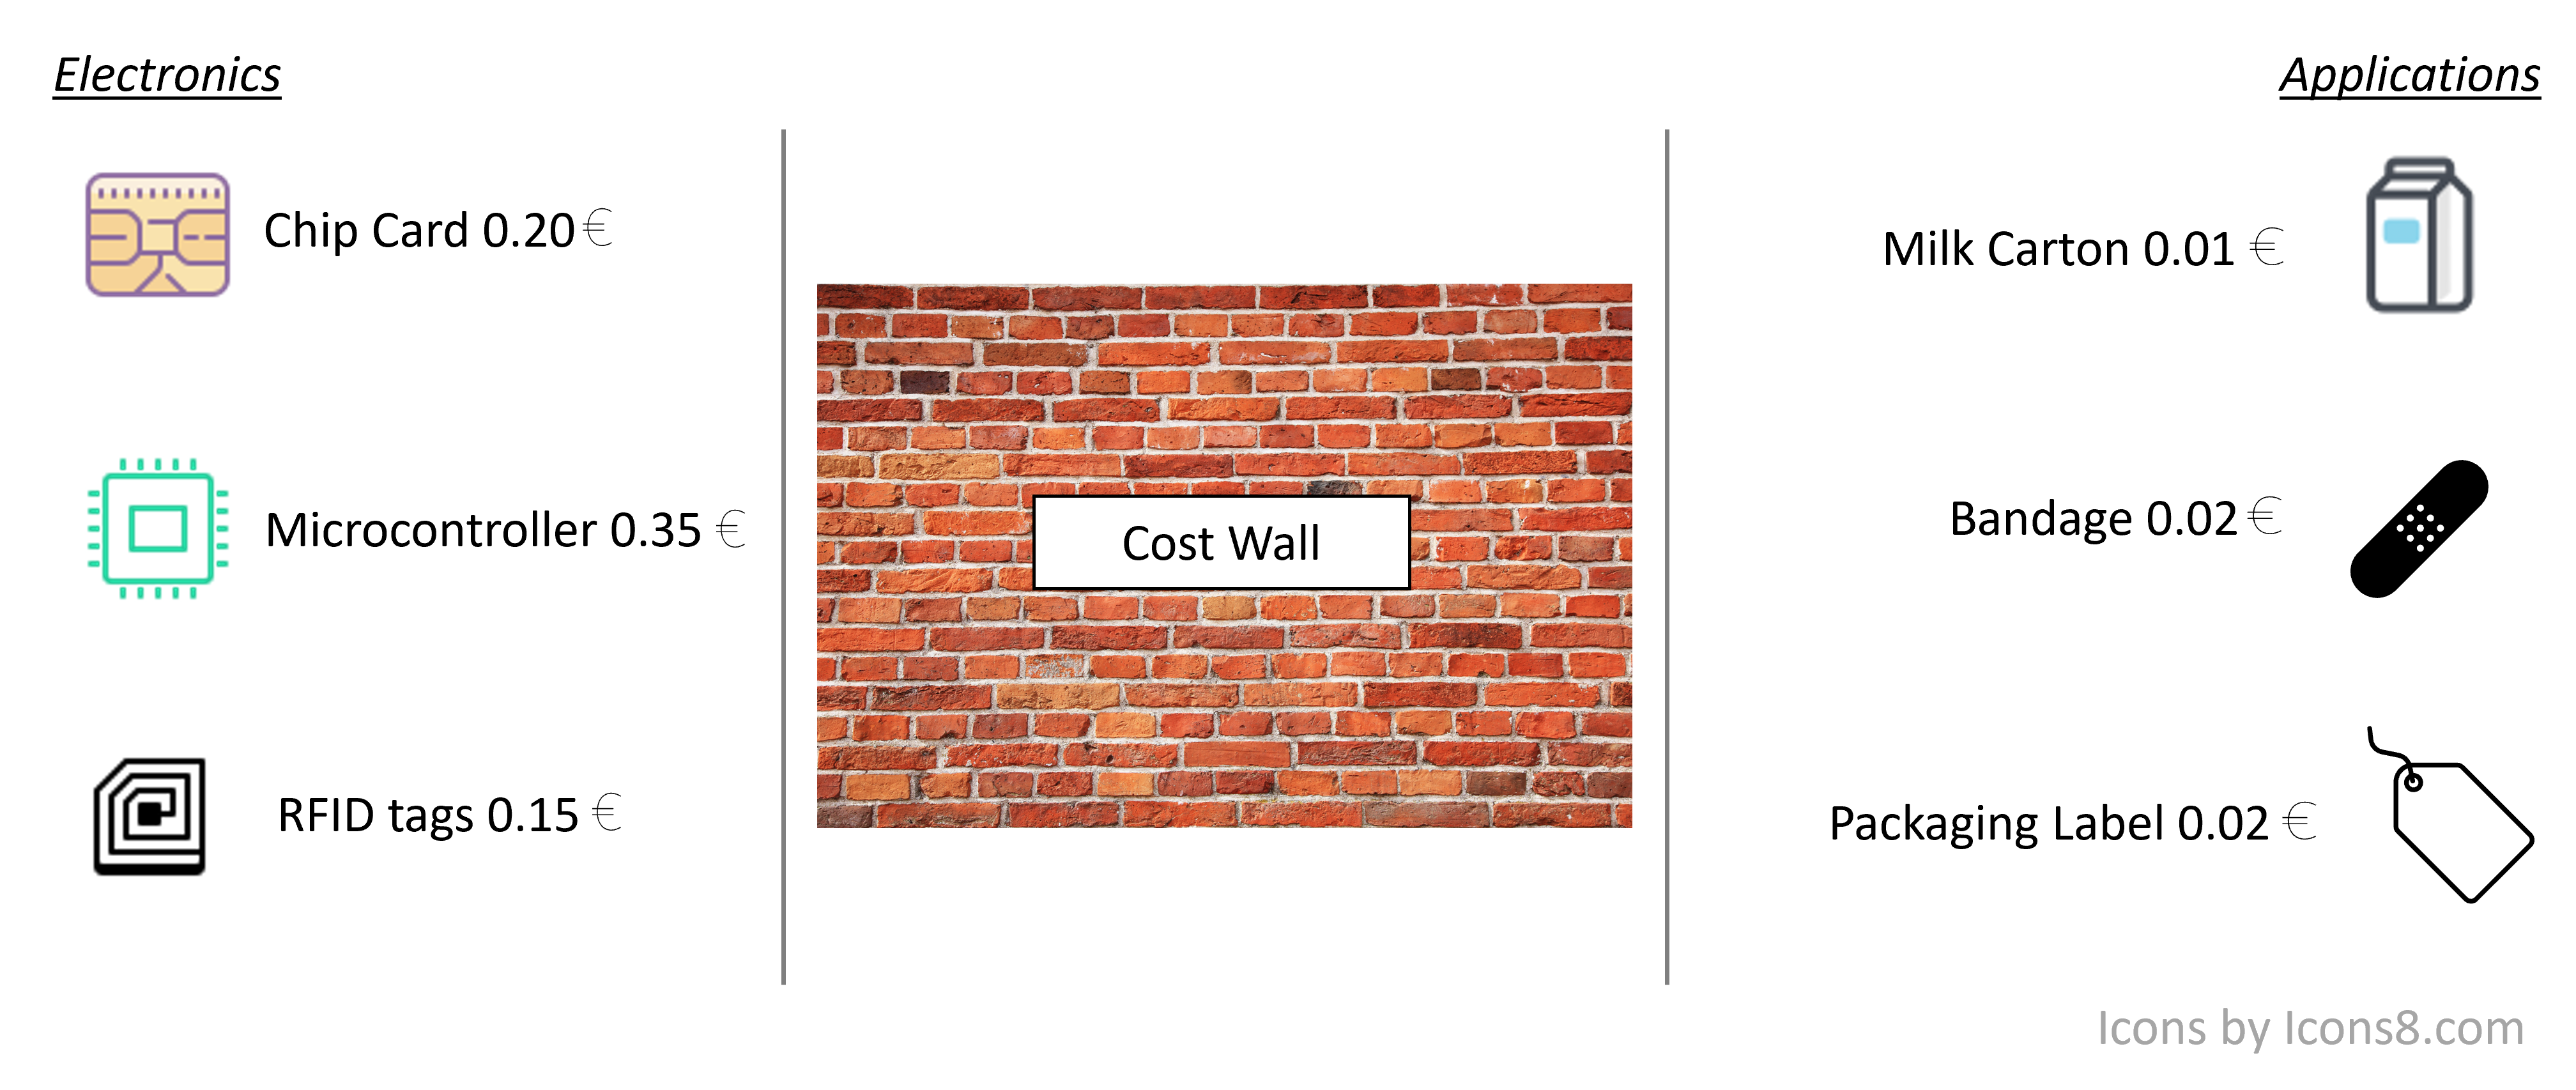 Electronics
Applications
Chip Card 0.20 €
Milk Carton 0.01 €
Microcontroller 0.35 €
Cost Wall
Bandage 0.02 €
RFID tags 0.15 €
Packaging Label 0.02 €
Icons by Icons8.com